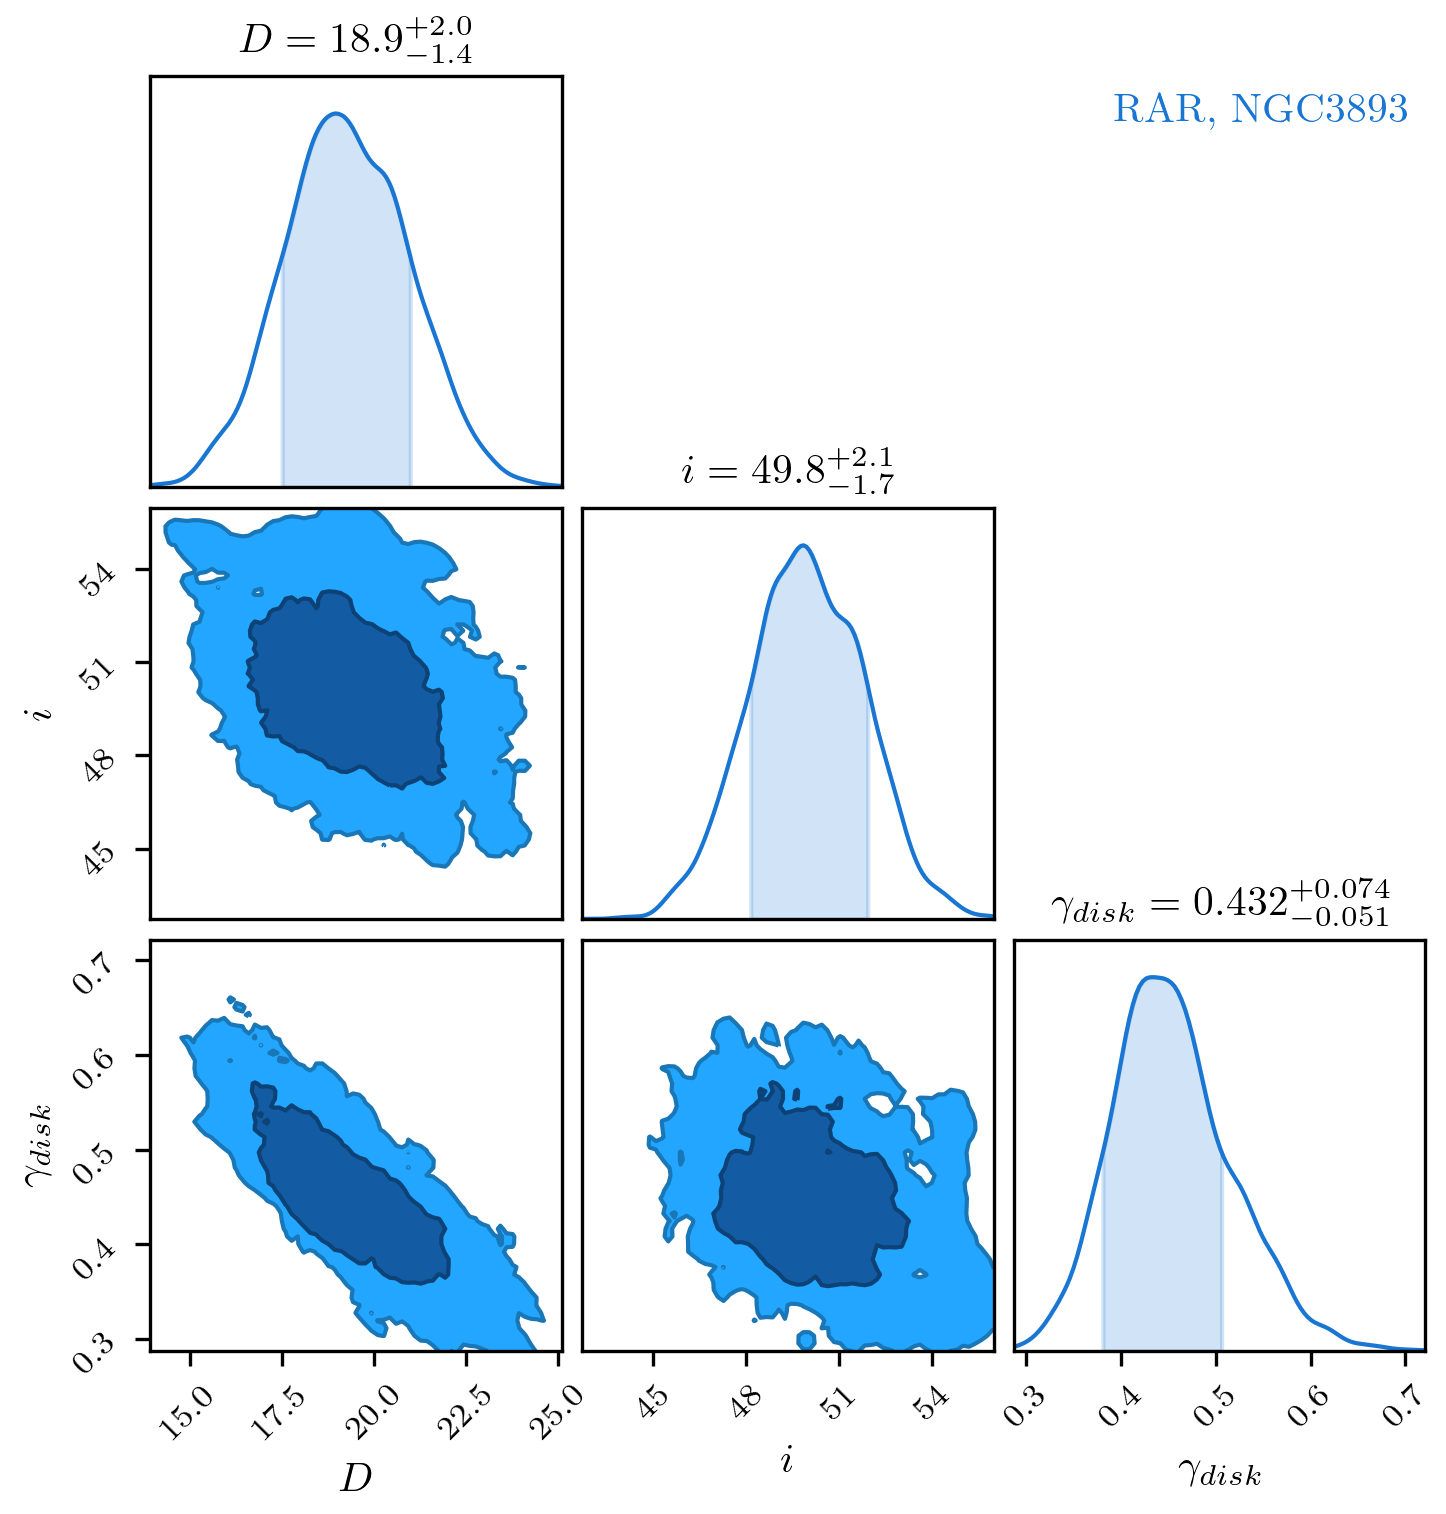 D = 18.9^{+2.0}_{-1.4}
RAR, NGC3893
i = 49.8^{+2.1}_{-1.7}
54
51
48
45
i
γ_{disk} = 0.432^{+0.074}_{-0.051}
0.7
0.6
0.5
0.4
0.3
γ_{disk}
15.0 17.5 20.0 22.5 25.0
D
45 48 51 54
i
0.3 0.4 0.5 0.6 0.7
γ_{disk}